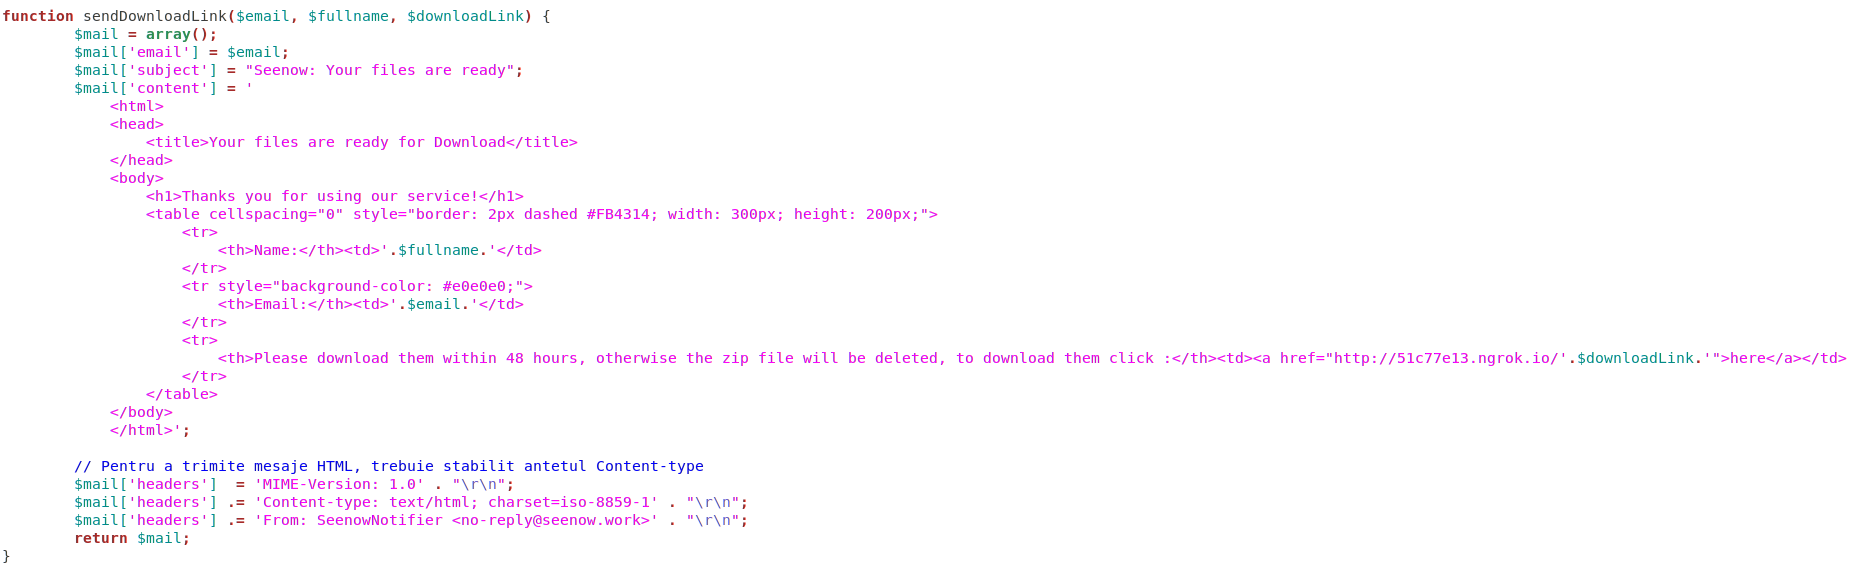 function sendDownloadLink($email, $fullname, $downloadLink) {
        $mail = array();
        $mail['email'] = $email;
        $mail['subject'] = "Seenow: Your files are ready";
        $mail['content'] = '
            <html>
            <head>
                <title>Your files are ready for Download</title>
            </head>
            <body>
                <h1>Thanks you for using our service!</h1>
                <table cellspacing="0" style="border: 2px dashed #FB4314; width: 300px; height: 200px;">
                    <tr>
                        <th>Name:</th><td>'.$fullname.'</td>
                    </tr>
                    <tr style="background-color: #e0e0e0;">
                        <th>Email:</th><td>'.$email.'</td>
                    </tr>
                    <tr>
                        <th>Please download them within 48 hours, otherwise the zip file will be deleted, to download them click :</th><td><a href="http://51c77e13.ngrok.io/'.$downloadLink.'">here</a></td>
                    </tr>
                </table>
            </body>
            </html>';

        // Pentru a trimite mesaje HTML, trebuie stabilit antetul Content-type
        $mail['headers']  = 'MIME-Version: 1.0' . "\r\n";
        $mail['headers'] .= 'Content-type: text/html; charset=iso-8859-1' . "\r\n";
        $mail['headers'] .= 'From: SeenowNotifier <no-reply@seenow.work>' . "\r\n";
        return $mail;
}